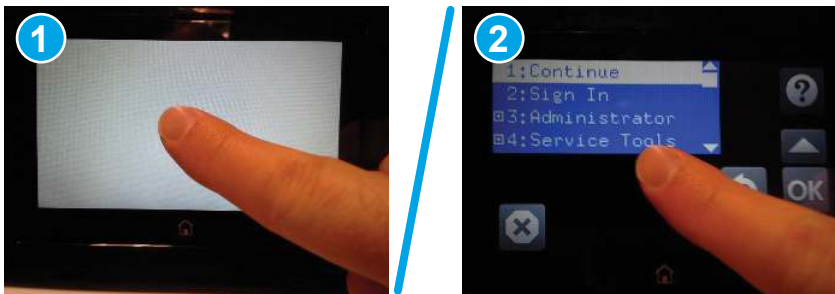 1
2
1:Continue
2:Sign In
3:Administrator
4:Service Tools
?
OK